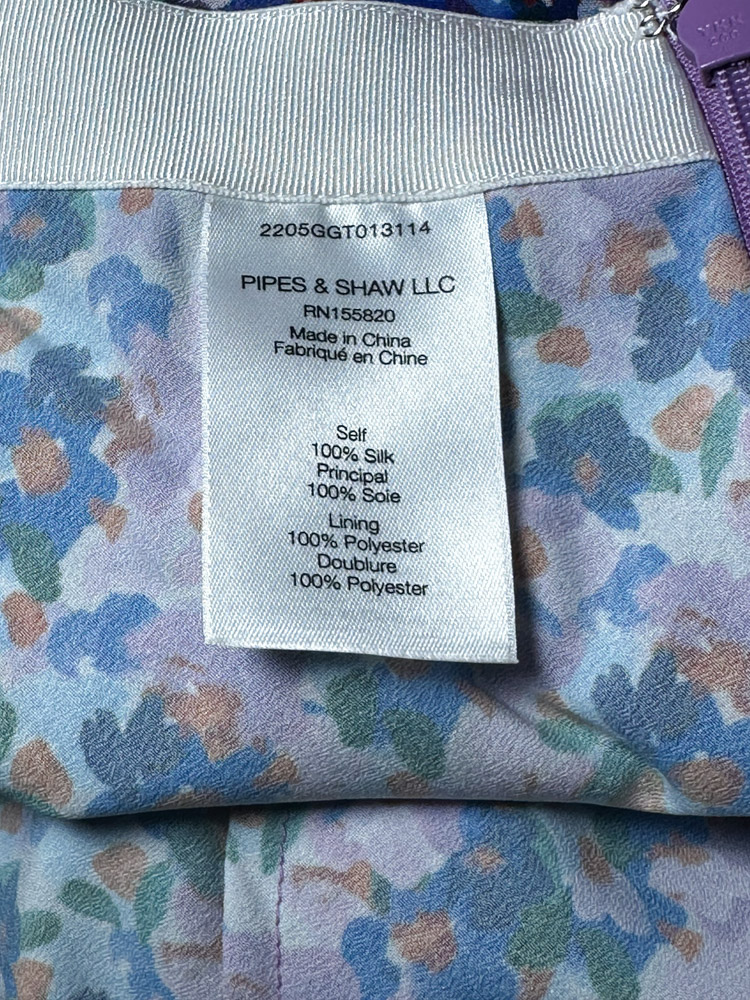 2205GGT013114
PIPES & SHAW LLC
RN155820
Made in China
Fabriqué en Chine
Self
100% Silk
Principal
100% Soie
Lining
100% Polyester
Doublure
100% Polyester